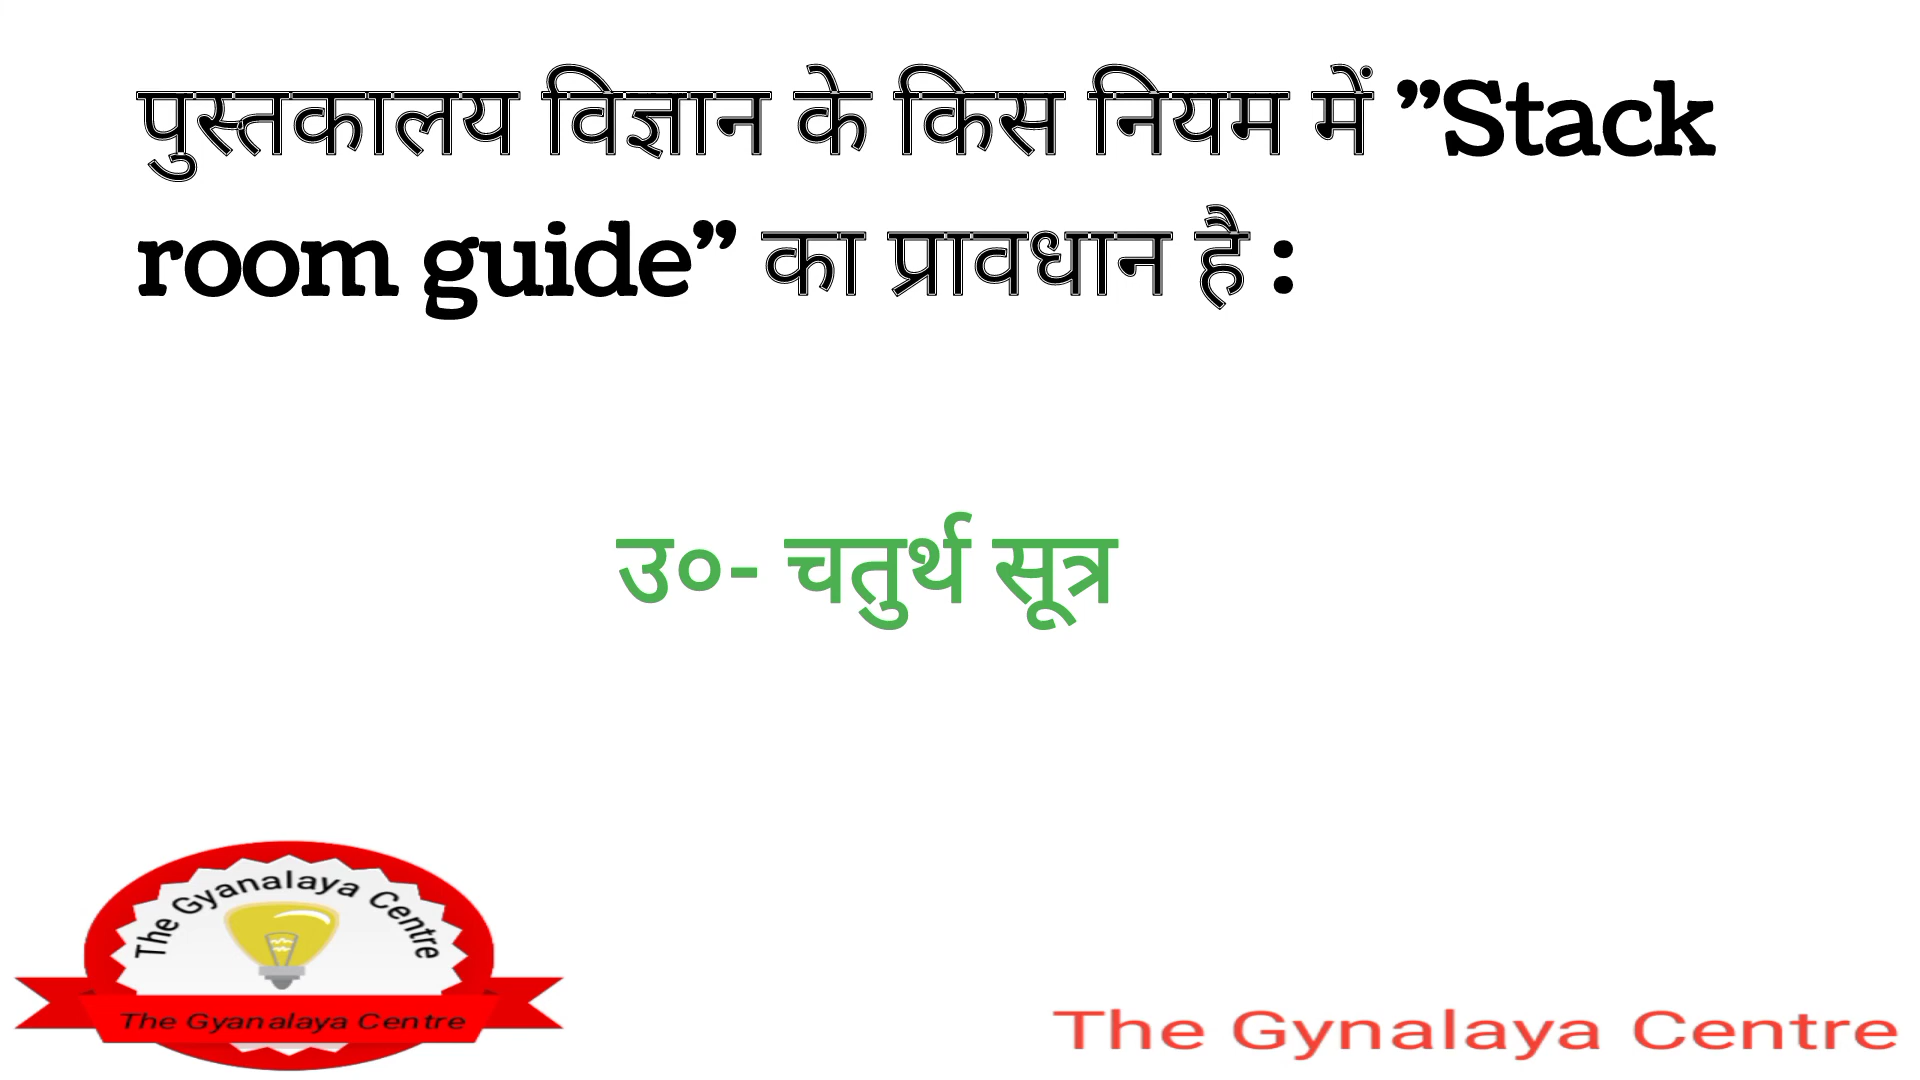 पुस्तकालय विज्ञान के किस नियम में ”Stack
room guide” का प्रावधान है :
उ०- चतुर्थ सूत्र
The Gyanalaya Centre
The Gyanalaya Centre
The Gynalaya Centre